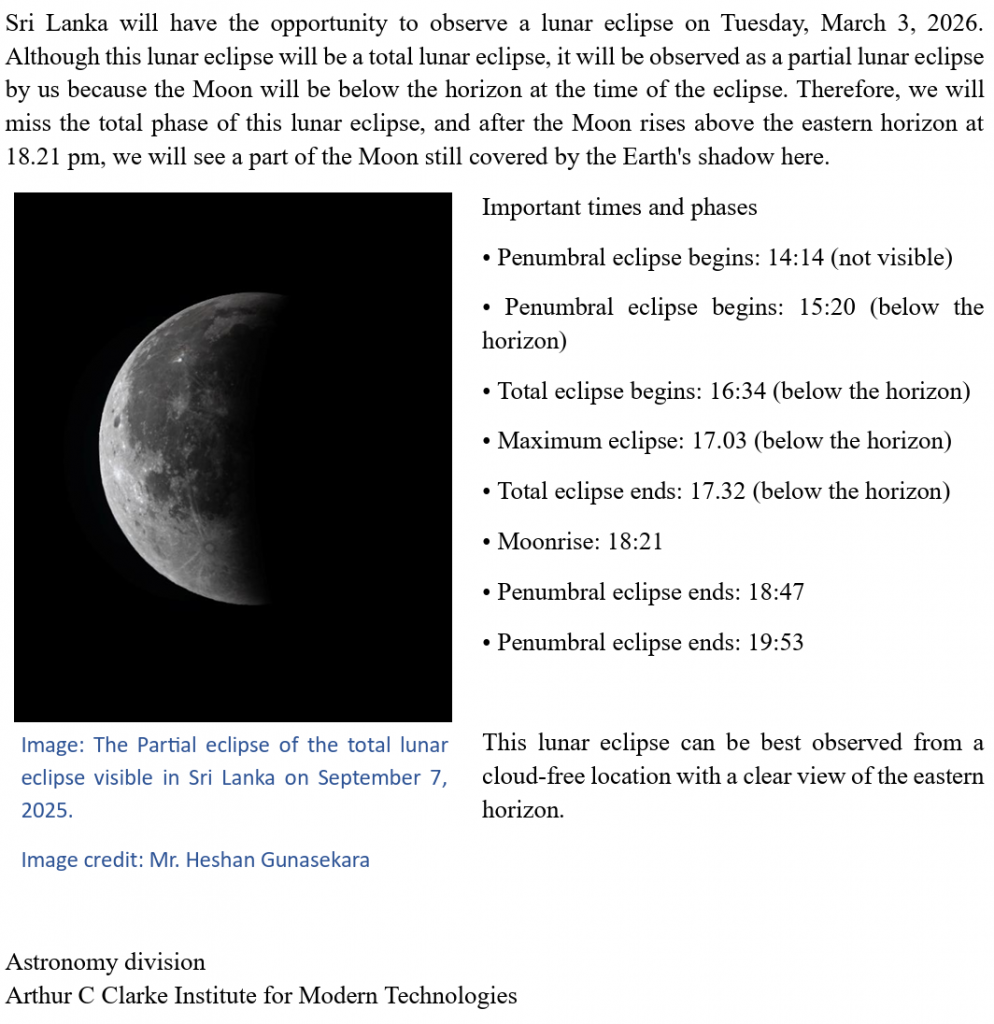 Sri Lanka will have the opportunity to observe a lunar eclipse on Tuesday, March 3, 2026.
Although this lunar eclipse will be a total lunar eclipse, it will be observed as a partial lunar eclipse
by us because the Moon will be below the horizon at the time of the eclipse. Therefore, we will
miss the total phase of this lunar eclipse, and after the Moon rises above the eastern horizon at
18.21 pm, we will see a part of the Moon still covered by the Earth's shadow here.
Important times and phases
• Penumbral eclipse begins: 14:14 (not visible)
• Penumbral eclipse begins: 15:20 (below the
horizon)
• Total eclipse begins: 16:34 (below the horizon)
• Maximum eclipse: 17.03 (below the horizon)
• Total eclipse ends: 17.32 (below the horizon)
• Moonrise: 18:21
• Penumbral eclipse ends: 18:47
• Penumbral eclipse ends: 19:53
This lunar eclipse can be best observed from a
cloud-free location with a clear view of the eastern
horizon.
Image: The Partial eclipse of the total lunar
eclipse visible in Sri Lanka on September 7,
2025.
Image credit: Mr. Heshan Gunasekara
Astronomy division
Arthur C Clarke Institute for Modern Technologies